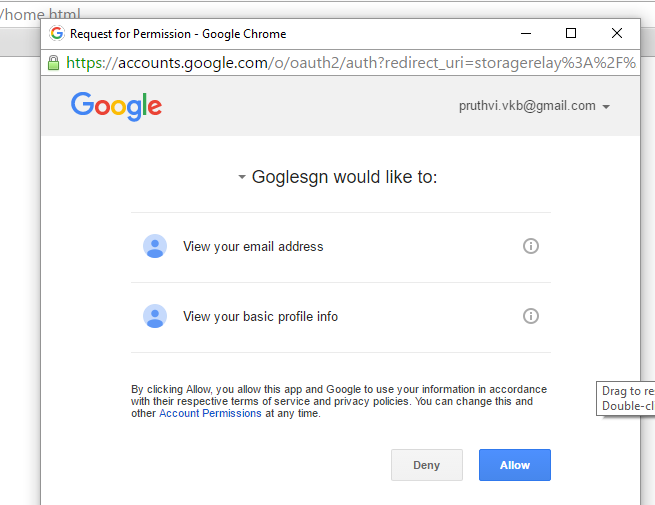 /home.html
Request for Permission - Google Chrome
https://accounts.google.com/o/oauth2/auth?redirect_uri=storagerelay%3A%2F%
Google
pruthvi.vkb@gmail.com
Goglesgn would like to:
View your email address
View your basic profile info
By clicking Allow, you allow this app and Google to use your information in accordance
with their respective terms of service and privacy policies. You can change this and
other Account Permissions at any time.
Drag to re
Double-cl
Deny
Allow